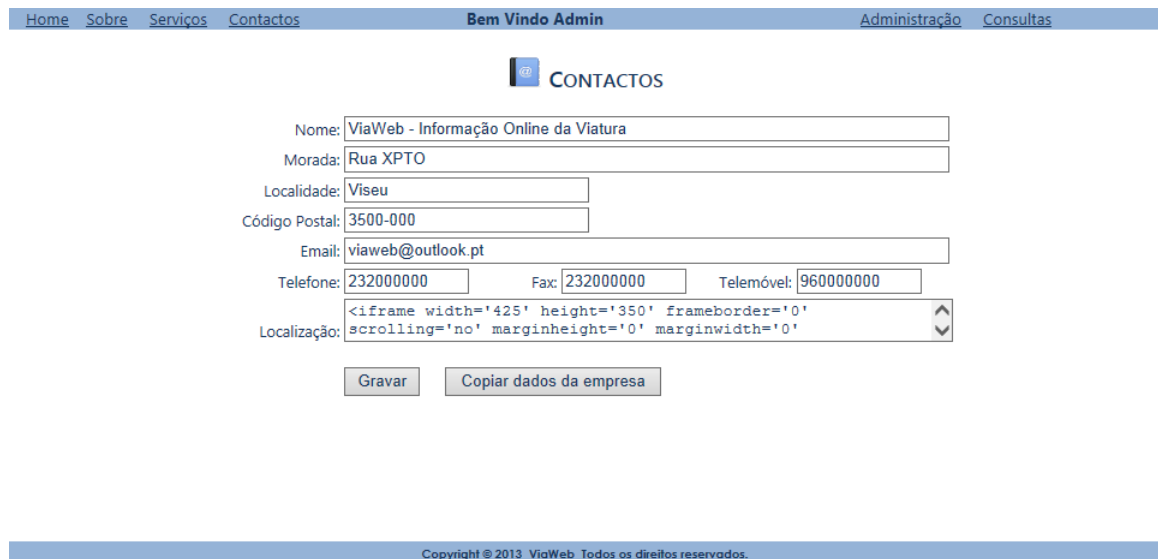 Home Sobre Serviços Contactos Bem Vindo Admin Administração Consultas
CONTACTOS
Nome: ViaWeb - Informação Online da Viatura
Morada: Rua XPTO
Localidade: Viseu
Código Postal: 3500-000
Email: viaweb@outlook.pt
Telefone: 232000000 Fax: 232000000 Telemóvel: 960000000
Localização: <iframe width='425' height='350' frameborder='0'
scrolling='no' marginheight='0' marginwidth='0'
Gravar Copiar dados da empresa
Copyright © 2013 ViaWeb Todos os direitos reservados.